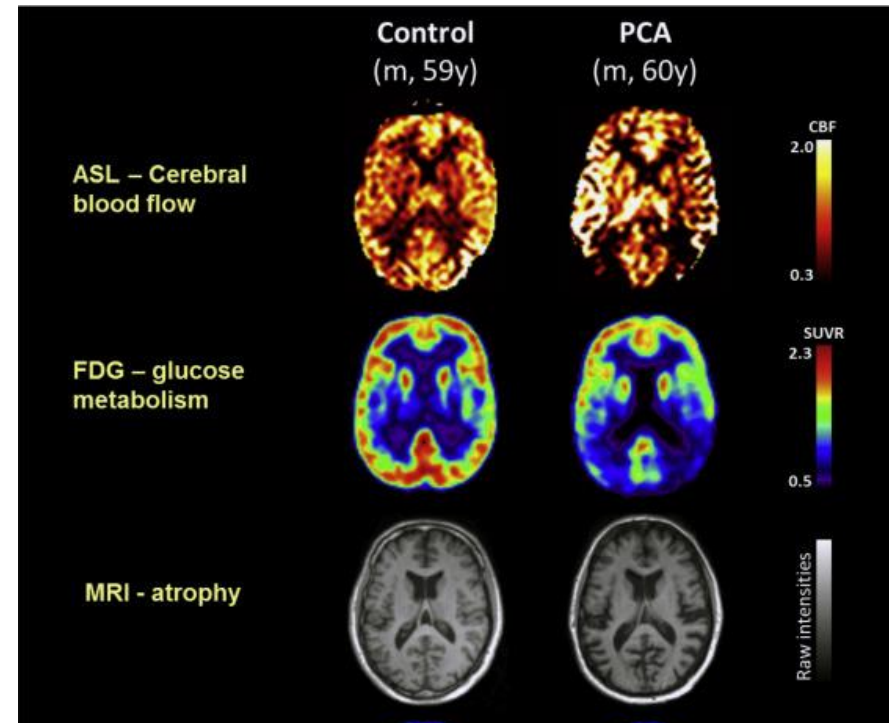 Control
(m, 59y)
PCA
(m, 60y)
ASL – Cerebral
blood flow
CBF
2.0
0.3
FDG – glucose
metabolism
SUVR
2.3
0.5
MRI - atrophy
Raw intensities